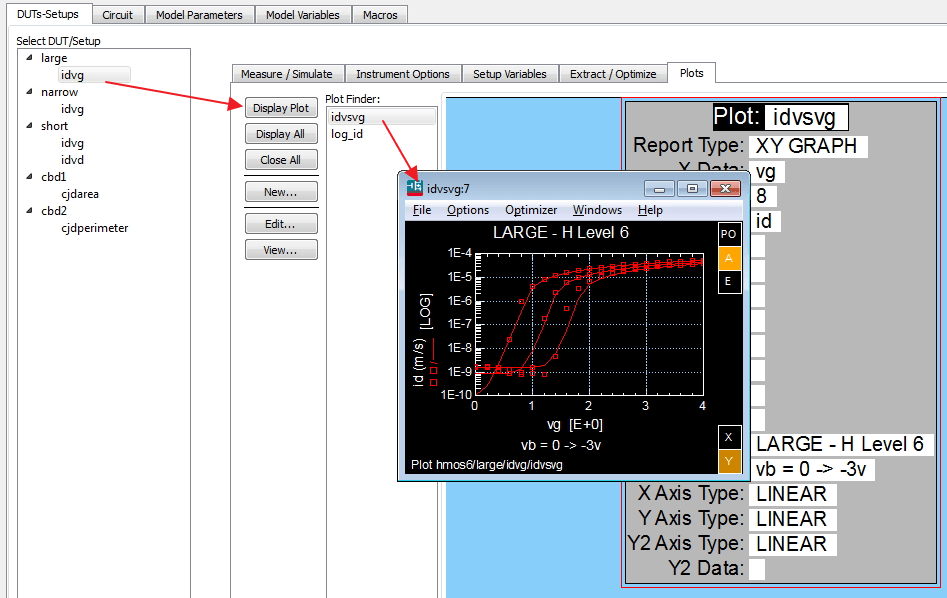 DUTs-Setups Circuit Model Parameters Model Variables Macros
Select DUT/Setup
large
idvg
narrow
idvg
short
idvg
idvd
cbd1
cjdarea
cbd2
cjdperimeter
Measure / Simulate Instrument Options Setup Variables Extract / Optimize Plots
Display Plot
Display All
Close All
New...
Edit...
View...
Plot Finder:
idvsvg
log_id
Plot: idvsvg
Report Type: XY GRAPH
X Data: vg
8
id
idvsvg:7
File Options Optimizer Windows Help
LARGE - H Level 6
PO
A
E
1E-4
1E-5
1E-6
1E-7
1E-8
1E-9
1E-10
id (m/s) [LOG]
0 1 2 3 4
vg [E+0]
vb = 0 -> -3v
X
Y
Plot hmos6/large/idvg/idvsvg
LARGE - H Level 6
vb = 0 -> -3v
X Axis Type: LINEAR
Y Axis Type: LINEAR
Y2 Axis Type: LINEAR
Y2 Data: